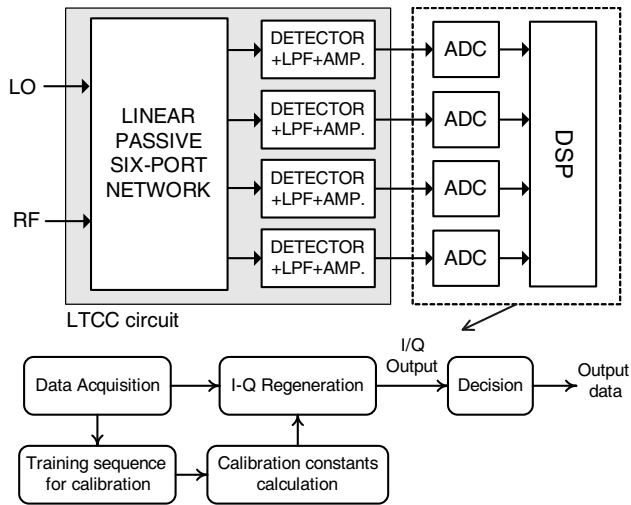 LO
RF
LINEAR
PASSIVE
SIX-PORT
NETWORK
DETECTOR
+LPF+AMP.
DETECTOR
+LPF+AMP.
DETECTOR
+LPF+AMP.
DETECTOR
+LPF+AMP.
ADC
ADC
ADC
ADC
DSP
LTCC circuit
Data Acquisition
I-Q Regeneration
I/Q
Output
Decision
Output
data
Training sequence
for calibration
Calibration constants
calculation